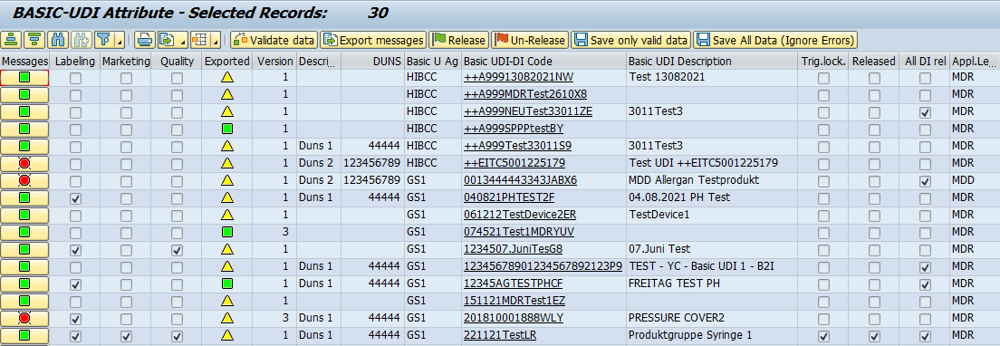 BASIC-UDI Attribute - Selected Records: 30
Validate data Export messages Release Un-Release Save only valid data Save All Data (Ignore Errors)
Messages Labeling Marketing Quality Exported Version Descri.. DUNS Basic U Ag Basic UDI-DI Code Basic UDI Description Trig.lock. Released All DI rel Appl.Le..
1 HIBCC ++A99913082021NW Test 13082021 MDR
1 HIBCC ++A999MDRTest2610X8 MDR
1 HIBCC ++A999NEUTest33011ZE 3011Test3 MDR
1 HIBCC ++A999SPPPtestBY MDR
1 Duns 1 44444 HIBCC ++A999Test33011S9 3011Test3 MDR
1 Duns 2 123456789 HIBCC ++EITC5001225179 Test UDI ++EITC5001225179 MDR
1 Duns 2 123456789 GS1 0013444443343JABX6 MDD Allergan Testprodukt MDD
1 Duns 1 44444 GS1 040821PHTEST2F 04.08.2021 PH Test MDR
1 GS1 061212TestDevice2ER TestDevice1 MDR
3 GS1 074521Test1MDRYUV MDR
1 GS1 1234507.JuniTesG8 07.Juni Test MDR
1 Duns 1 44444 GS1 12345678901234567892123P9 TEST - YC - Basic UDI 1 - B2I MDR
1 Duns 1 44444 GS1 12345AGTESTPHCF FREITAG TEST PH MDR
1 GS1 151121MDRTest1EZ MDR
3 Duns 1 44444 GS1 201810001888WLY PRESSURE COVER2 MDR
1 Duns 1 44444 GS1 221121TestLR Produktgruppe Syringe 1 MDR